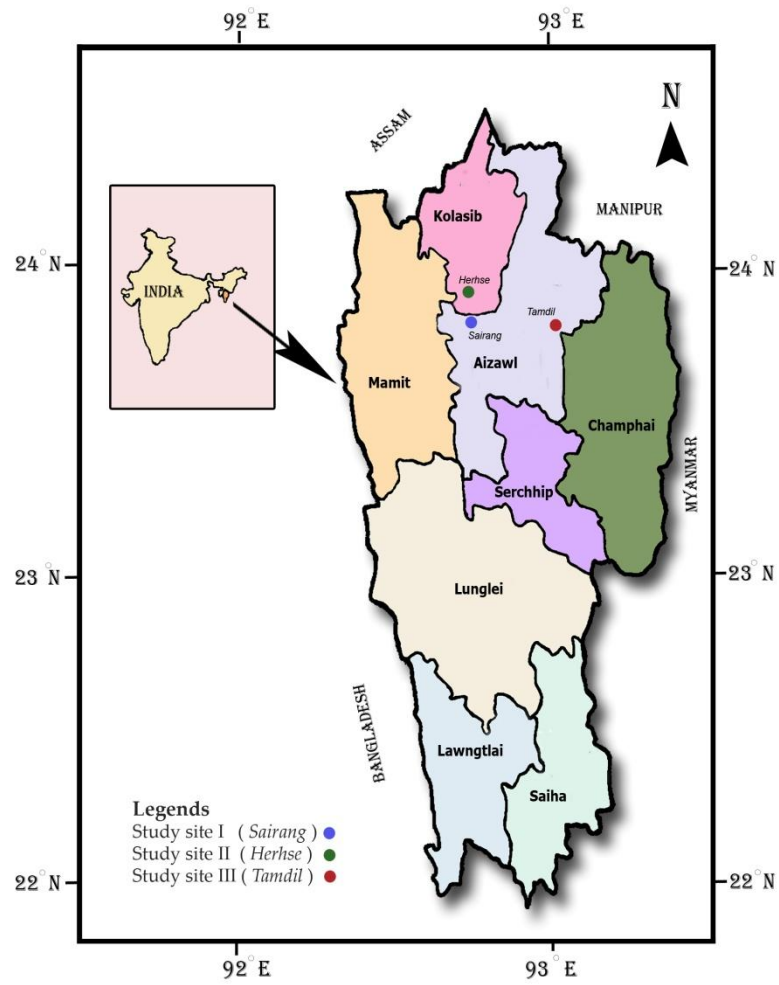 92°E 93°E
N
ASSAM
MANIPUR
Kolasib
24°N 24°N
Herhse
INDIA
Tamdil
Sairang
Aizawl
Mamit
Champhai
MYANMAR
Serchhip
23°N 23°N
Lunglei
BANGLADESH
Lawngtlai
Saiha
Legends
Study site I ( Sairang )
Study site II ( Herhse )
Study site III ( Tamdil )
22°N 22°N
92°E 93°E